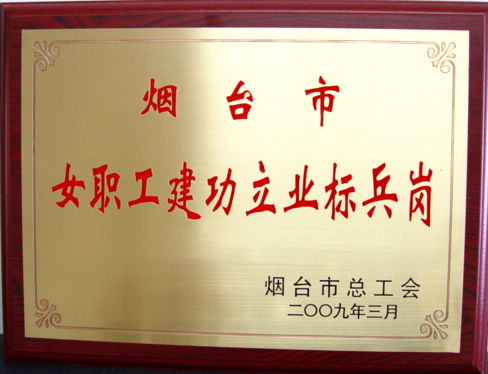 烟台市
女职工建功立业标兵岗
烟台市总工会
二〇〇九年三月